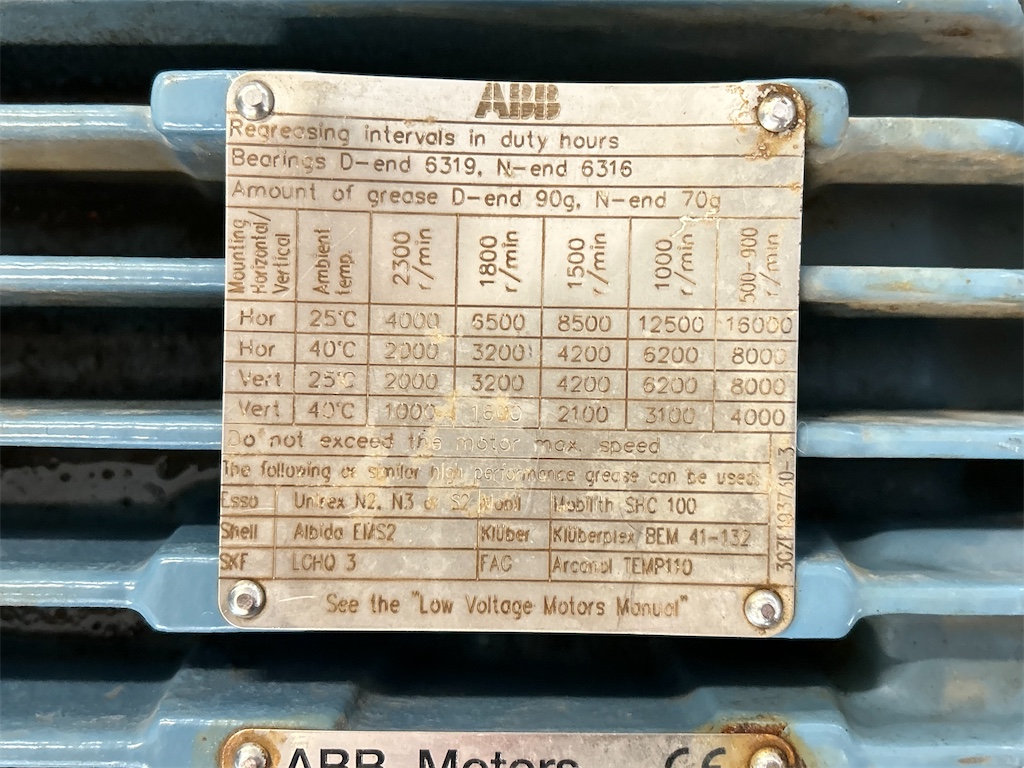 ABB
Regreasing intervals in duty hours
Bearings D-end 6319, N-end 6316
Amount of grease D-end 90g, N-end 70g
Mounting Horizontal/ Vertical Ambient temp. 2300 r/min 1800 r/min 1500 r/min 1000 r/min 500-900 r/min
Hor 25°C 4000 6500 8500 12500 16000
Hor 40°C 2000 3200 4200 6200 8000
Vert 25°C 2000 3200 4200 6200 8000
Vert 40°C 1000 1600 2100 3100 4000
Do not exceed the motor max. speed
The following or similar high performance grease can be used:
Esso Unirex N2, N3 or S2 Mobil Mobilith SHC 100
Shell Albida EMS2 Klüber Klüberplex BEM 41-132
SKF LGHQ 3 FAG Arcanol TEMP110
See the "Low Voltage Motors Manual"
ABB Motors CE